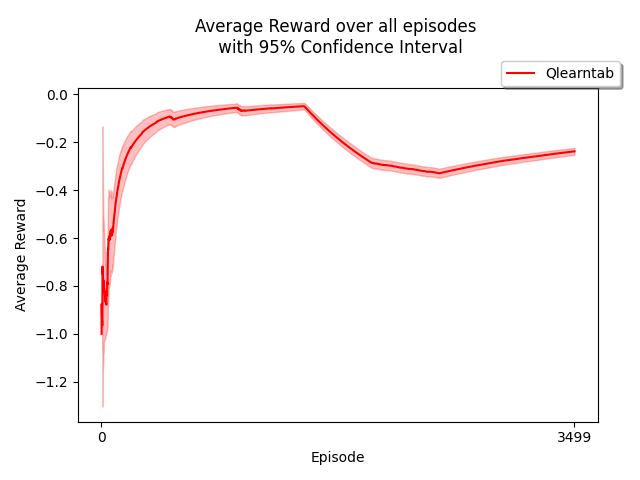 Average Reward over all episodes
with 95% Confidence Interval
Qlearntab
0.0
−0.2
−0.4
−0.6
−0.8
−1.0
−1.2
Average Reward
0
3499
Episode